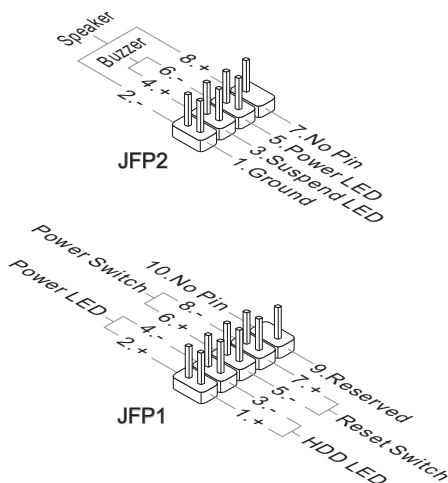 Speaker
Buzzer
8.+
6.-
4.+
2.-
7.No Pin
5.Power LED
3.Suspend LED
1.Ground
JFP2
Power Switch
Power LED
10.No Pin
8.-
6.+
4.-
2.+
9.Reserved
7.+
5.-
3.-
1.+
Reset Switch
HDD LED
JFP1